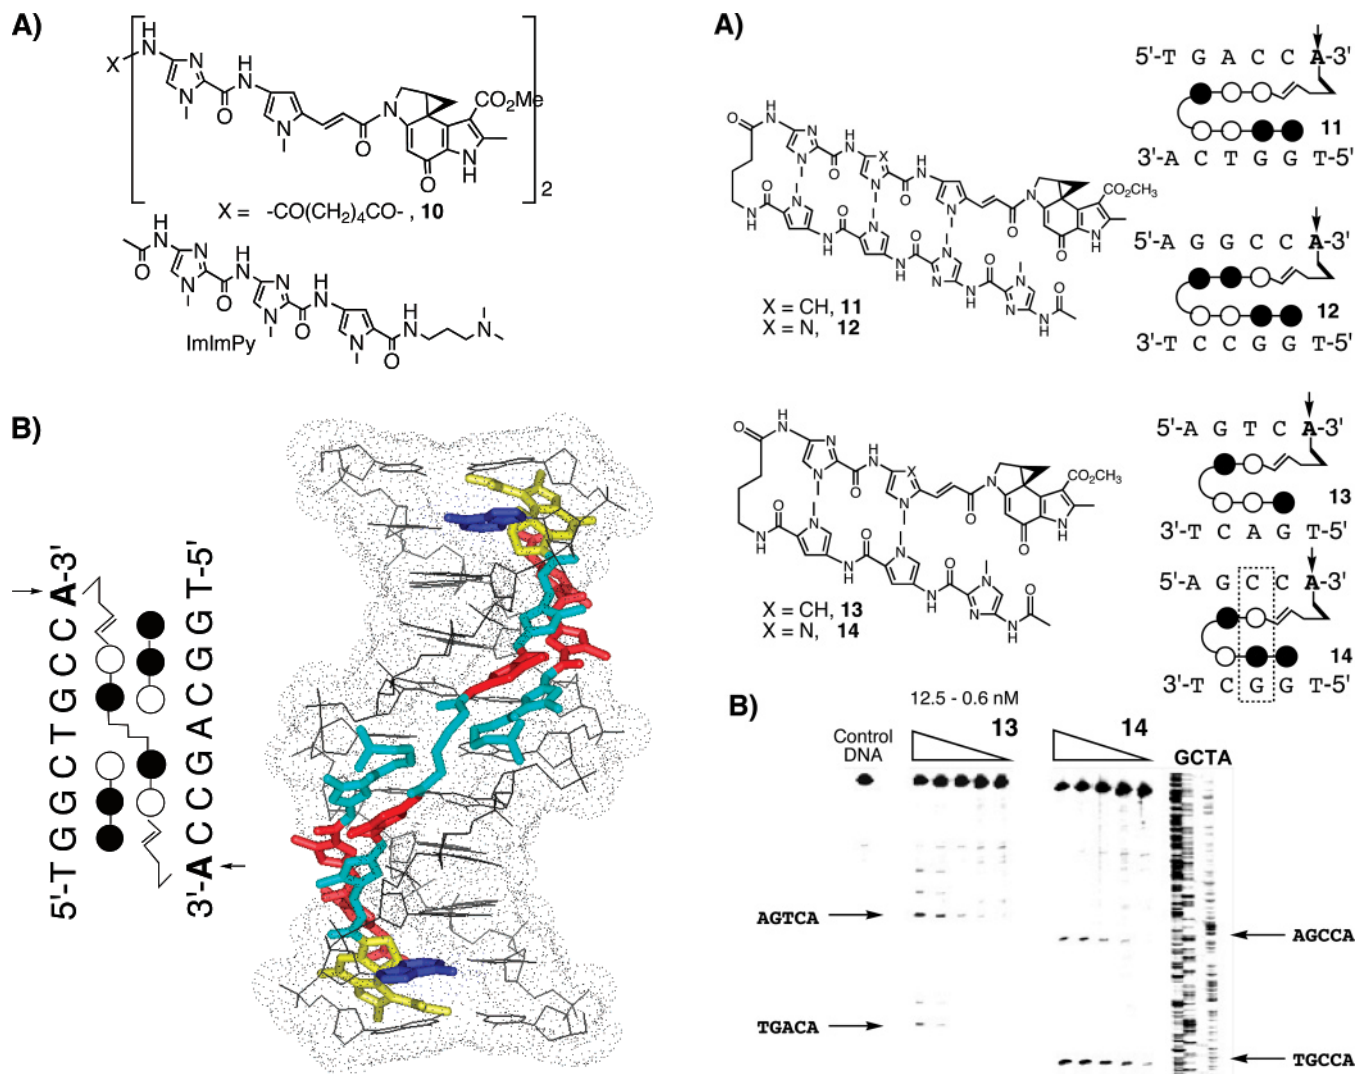 A)
X
[
]2
H
N
N
N
O
H
N
N
O
N
CO2Me
N
H
O
X = -CO(CH2)4CO- , 10
H
N
O
N
N
H
N
O
N
N
H
N
O
N
O
H
N
N
ImImPy
B)
5'-TGGCTGCCA-3'
3'-ACCGACGGT-5'
A)
O
H
N
N
N
O
H
N
X
N
O
H
N
N
O
N
CO2CH3
N
H
O
N
H
O
N
N
H
O
N
N
H
O
N
N
N
H
O
N
N
N
H
O
X = CH, 11
X = N, 12
5'-T G A C C A-3'
11
3'-A C T G G T-5'
5'-A G G C C A-3'
12
3'-T C C G G T-5'
O
H
N
N
N
O
H
N
X
N
O
N
CO2CH3
N
H
O
N
H
O
N
N
H
O
N
N
H
O
N
N
N
H
O
X = CH, 13
X = N, 14
5'-A G T C A-3'
13
3'-T C A G T-5'
5'-A G C C A-3'
14
3'-T C G G T-5'
B)
12.5 - 0.6 nM
Control
DNA
13
14
GCTA
AGTCA
TGACA
AGCCA
TGCCA